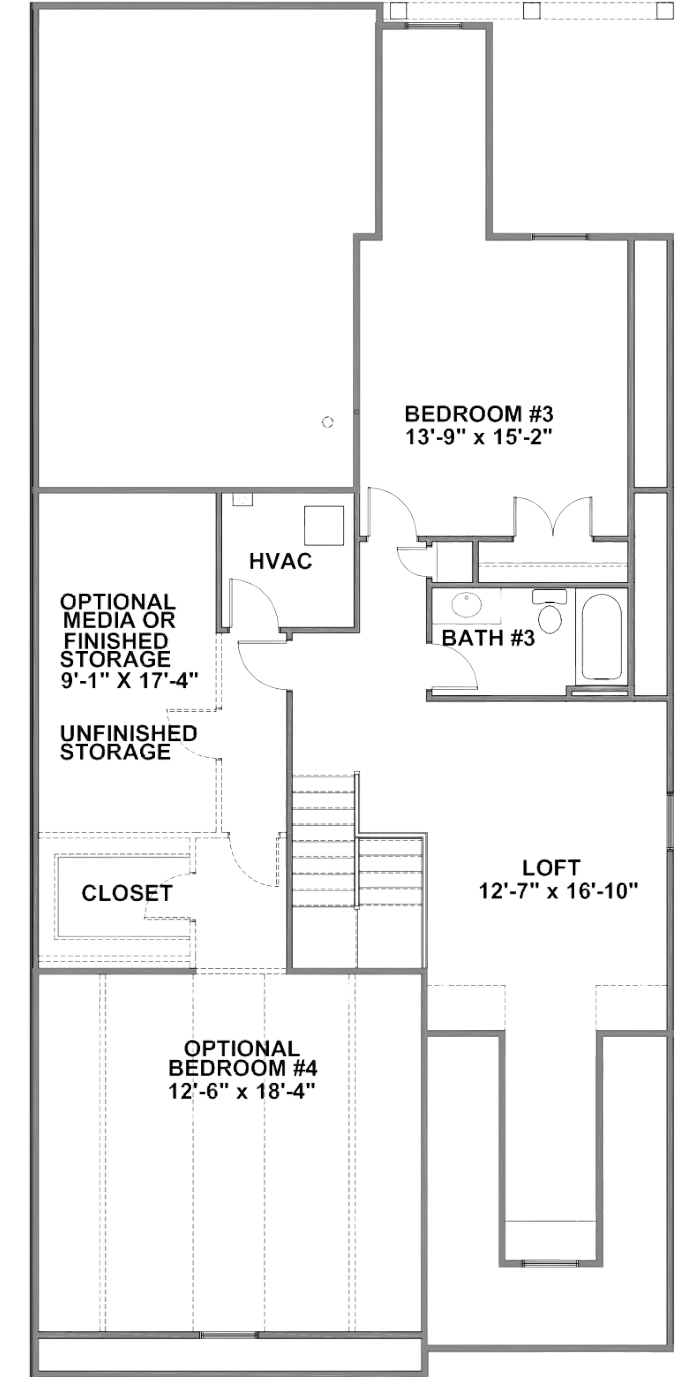 BEDROOM #3
13'-9" x 15'-2"
HVAC
OPTIONAL
MEDIA OR
FINISHED
STORAGE
9'-1" X 17'-4"
BATH #3
UNFINISHED
STORAGE
LOFT
12'-7" x 16'-10"
CLOSET
OPTIONAL
BEDROOM #4
12'-6" x 18'-4"